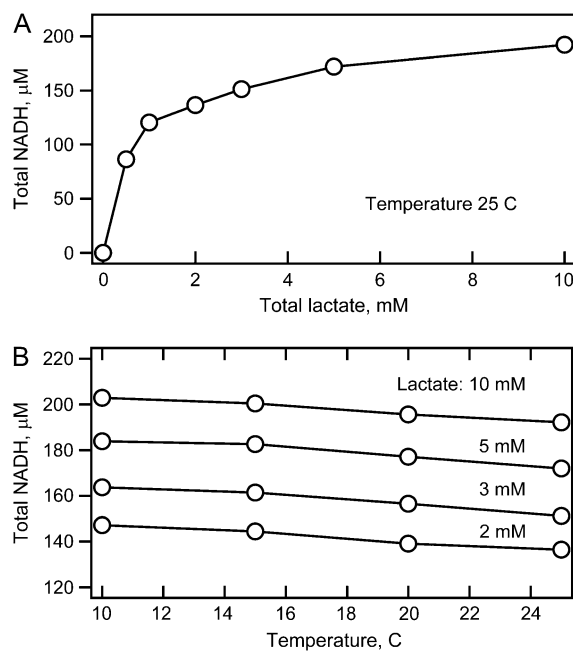 A
Total NADH, μM
200
150
100
50
0
Temperature 25 C
0 2 4 6 8 10
Total lactate, mM
B
Total NADH, μM
220
200
180
160
140
120
Lactate: 10 mM
5 mM
3 mM
2 mM
10 12 14 16 18 20 22 24
Temperature, C